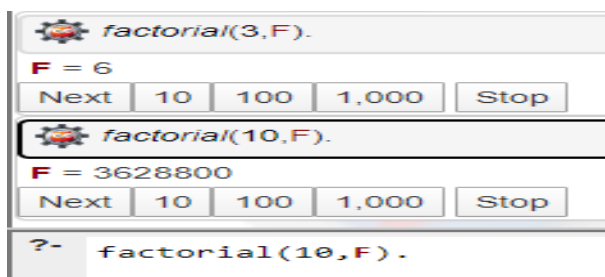 factorial(3,F).
F = 6
Next 10 100 1,000 Stop
factorial(10,F).
F = 3628800
Next 10 100 1,000 Stop
?- factorial(10,F).